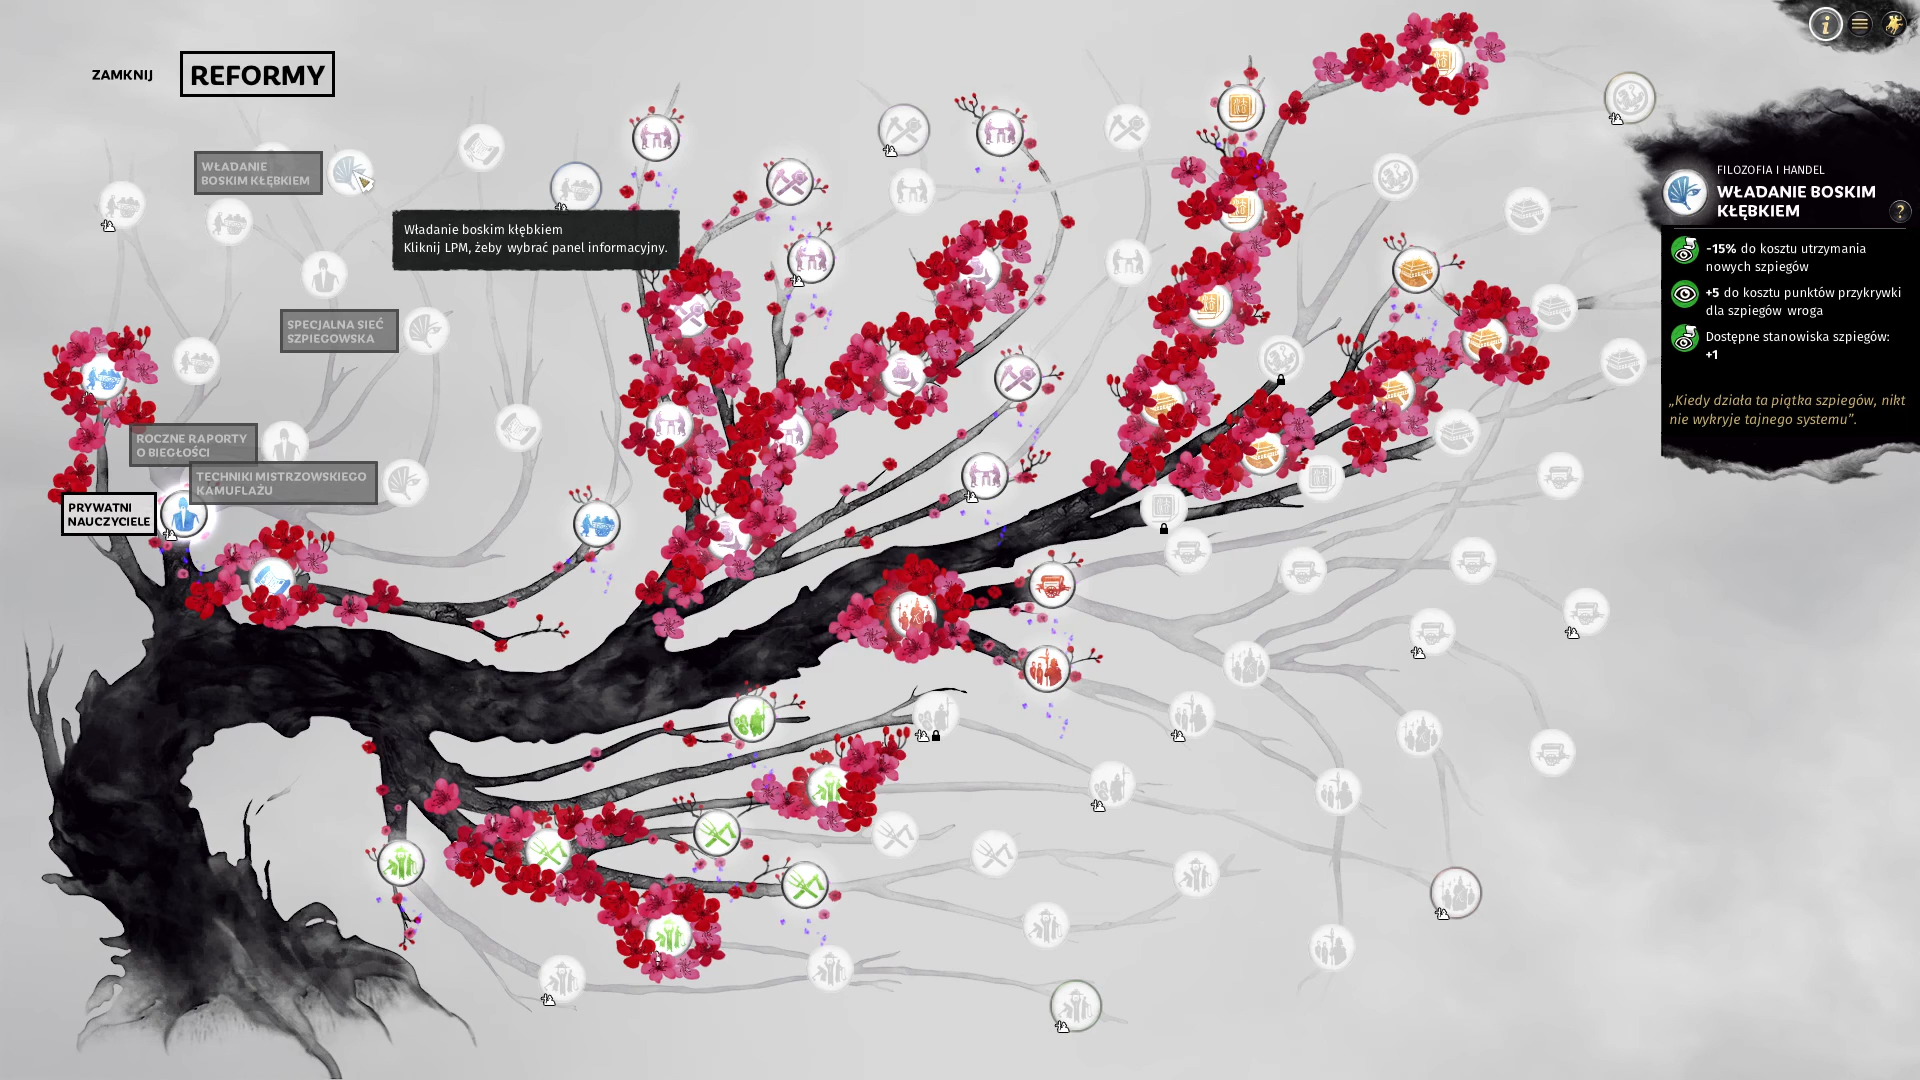 ZAMKNIJ
REFORMY
WŁADANIE
BOSKIM KŁĘBKIEM
Władanie boskim kłębkiem
Kliknij LPM, żeby wybrać panel informacyjny.
SPECJALNA SIEĆ
SZPIEGOWSKA
ROCZNE RAPORTY
O BIEGŁOŚCI
TECHNIKI MISTRZOWSKIEGO
KAMUFLAŻU
PRYWATNI
NAUCZYCIELE
FILOZOFIA I HANDEL
WŁADANIE BOSKIM
KŁĘBKIEM
?
-15% do kosztu utrzymania
nowych szpiegów
+5 do kosztu punktów przykrywki
dla szpiegów wroga
Dostępne stanowiska szpiegów:
+1
„Kiedy działa ta piątka szpiegów, nikt
nie wykryje tajnego systemu”.